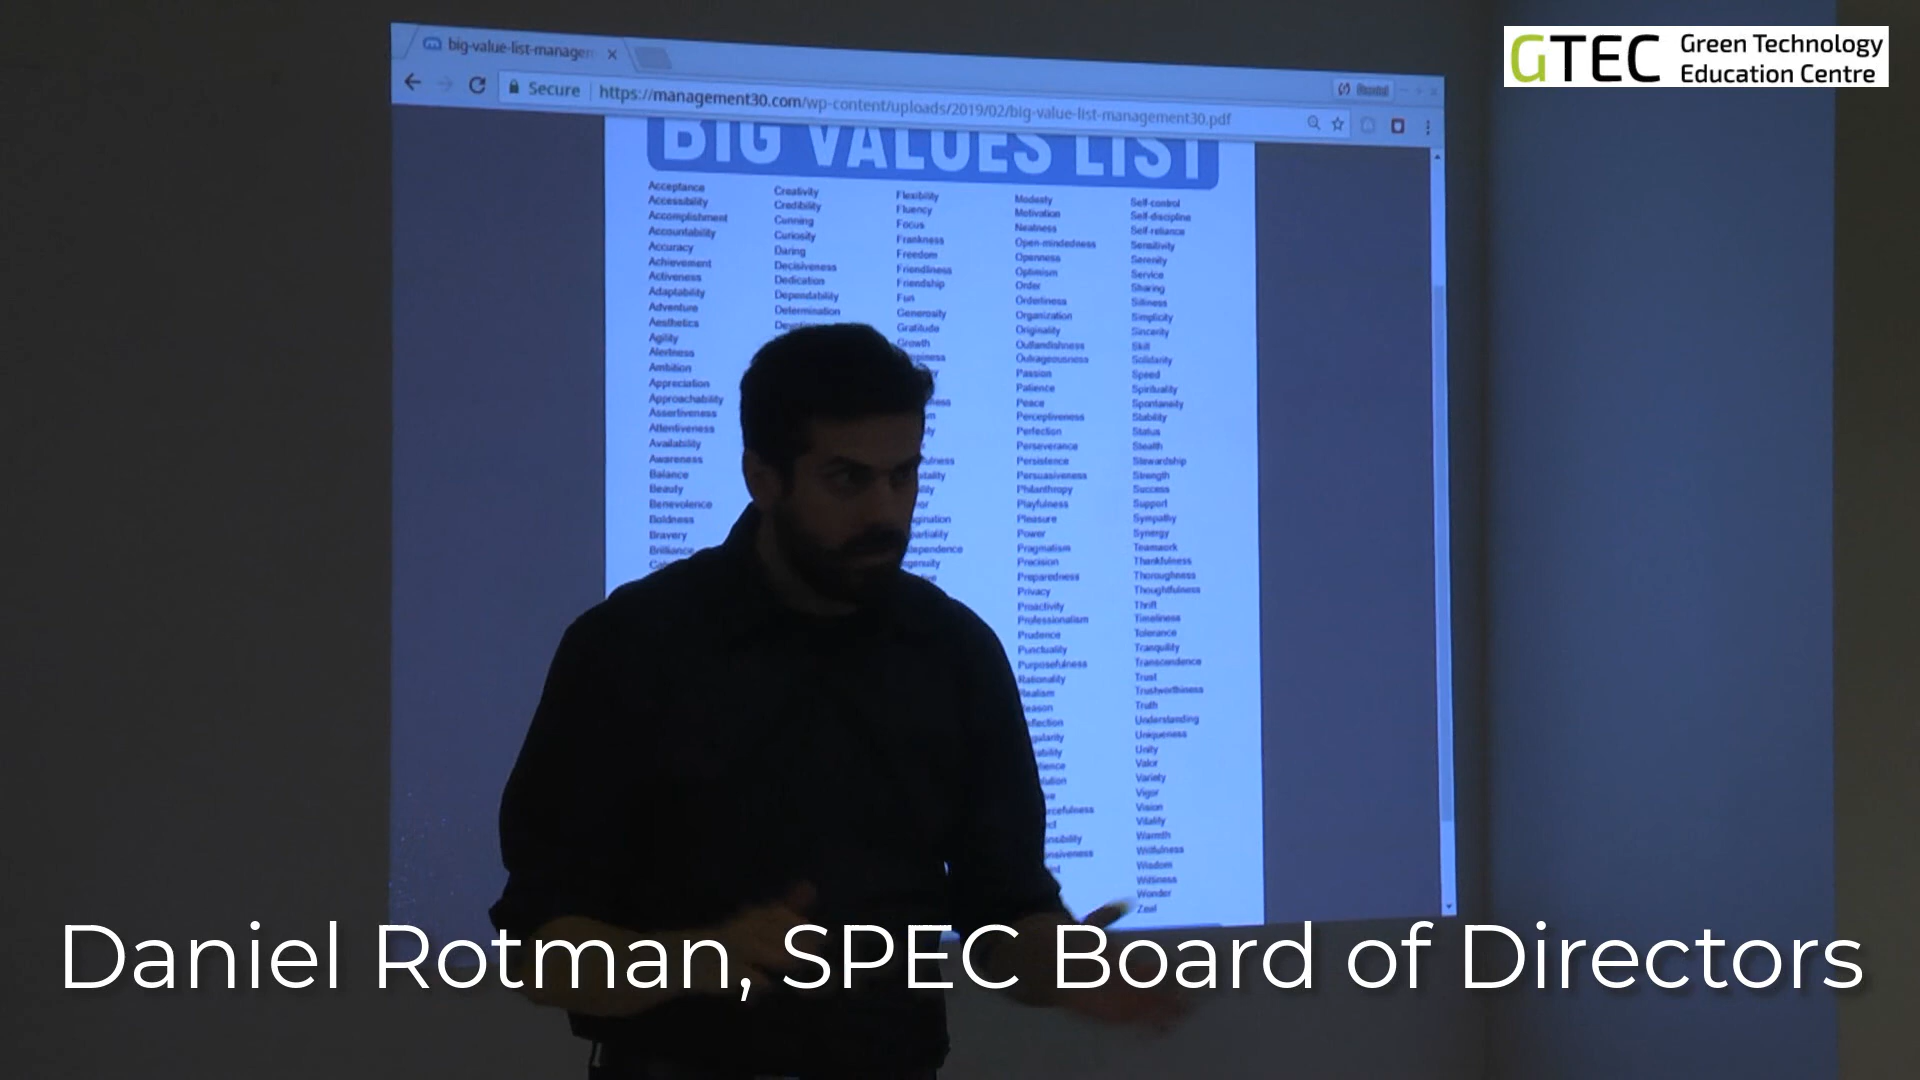 GTEC
Green Technology
Education Centre
big-value-list-managem
Secure
https://management30.com/wp-content/uploads/2019/02/big-value-list-management30.pdf
BIG VALUES LIST
Acceptance
Accessibility
Accomplishment
Accountability
Accuracy
Achievement
Activeness
Adaptability
Adventure
Aesthetics
Agility
Alertness
Ambition
Appreciation
Approachability
Assertiveness
Attentiveness
Availability
Awareness
Balance
Beauty
Benevolence
Boldness
Bravery
Brilliance
Creativity
Credibility
Cunning
Curiosity
Daring
Decisiveness
Dedication
Dependability
Determination
Flexibility
Fluency
Focus
Frankness
Freedom
Friendliness
Friendship
Fun
Generosity
Gratitude
Growth
Modesty
Motivation
Neatness
Open-mindedness
Openness
Optimism
Order
Orderliness
Organization
Originality
Outlandishness
Outrageousness
Passion
Patience
Peace
Perceptiveness
Perfection
Perseverance
Persistence
Persuasiveness
Philanthropy
Playfulness
Pleasure
Power
Pragmatism
Precision
Preparedness
Privacy
Proactivity
Professionalism
Prudence
Punctuality
Purposefulness
Rationality
Realism
Self-control
Self-discipline
Self-reliance
Sensitivity
Serenity
Service
Sharing
Silliness
Simplicity
Sincerity
Skill
Solidarity
Speed
Spirituality
Spontaneity
Stability
Status
Stealth
Stewardship
Strength
Success
Support
Sympathy
Synergy
Teamwork
Thankfulness
Thoroughness
Thoughtfulness
Thrift
Timeliness
Tolerance
Tranquility
Transcendence
Trust
Trustworthiness
Truth
Understanding
Uniqueness
Unity
Valor
Variety
Vigor
Vision
Vitality
Warmth
Willfulness
Wisdom
Wittiness
Wonder
Zeal
Daniel Rotman, SPEC Board of Directors